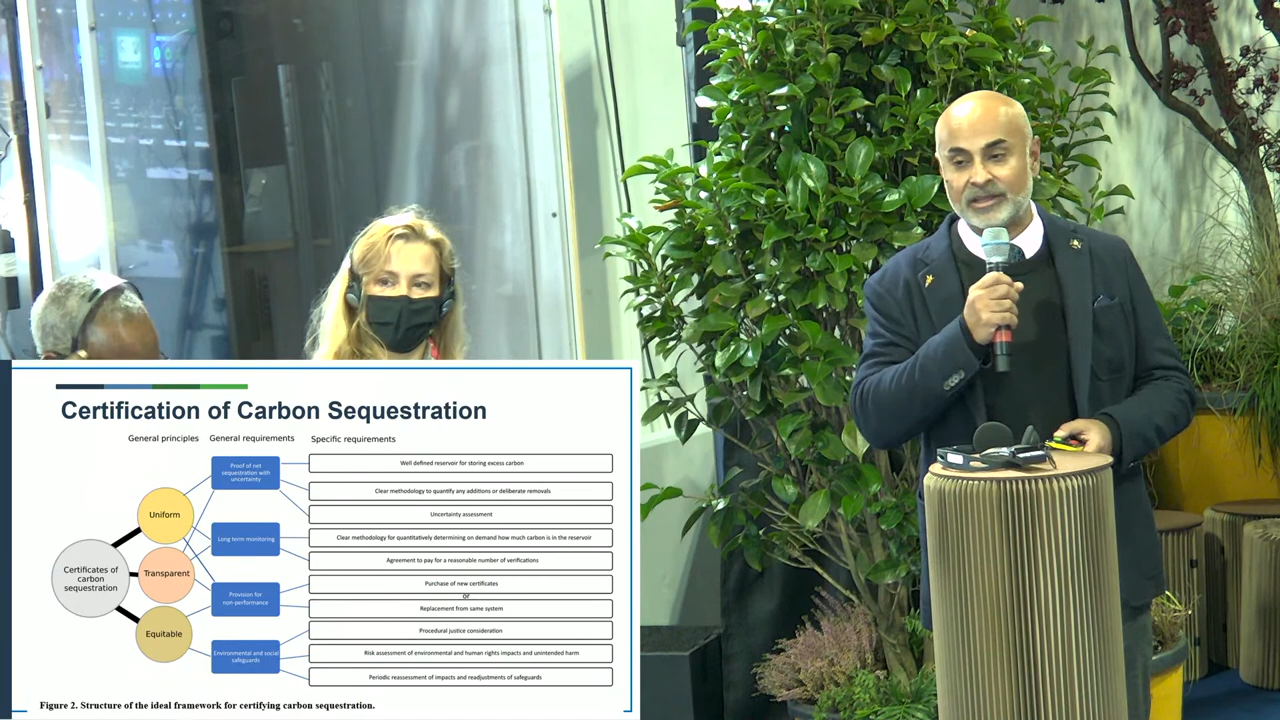 Certification of Carbon Sequestration
General principles
General requirements
Specific requirements
Certificates of
carbon
sequestration
Uniform
Transparent
Equitable
Proof of net
sequestration with
uncertainty
Long term monitoring
Provision for
non-performance
Environmental and social
safeguards
Well defined reservoir for storing excess carbon
Clear methodology to quantify any additions or deliberate removals
Uncertainty assessment
Clear methodology for quantitatively determining on demand how much carbon is in the reservoir
Agreement to pay for a reasonable number of verifications
Purchase of new certificates
or
Replacement from same system
Procedural justice consideration
Risk assessment of environmental and human rights impacts and unintended harm
Periodic reassessment of impacts and readjustments of safeguards
Figure 2. Structure of the ideal framework for certifying carbon sequestration.